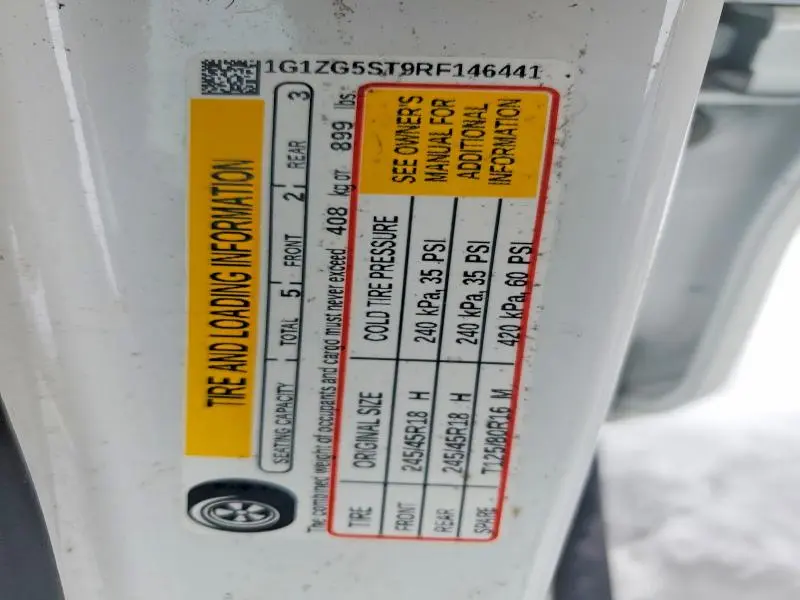 1G1ZG5ST9RF146441
TIRE AND LOADING INFORMATION
SEATING CAPACITY TOTAL 5 FRONT 2 REAR 3
The combined weight of occupants and cargo must never exceed 408 kg or 899 lbs.
TIRE ORIGINAL SIZE COLD TIRE PRESSURE
FRONT 245/45R18 H 240 kPa, 35 PSI
REAR 245/45R18 H 240 kPa, 35 PSI
SPARE T125/80R16 M 420 kPa, 60 PSI
SEE OWNER'S
MANUAL FOR
ADDITIONAL
INFORMATION